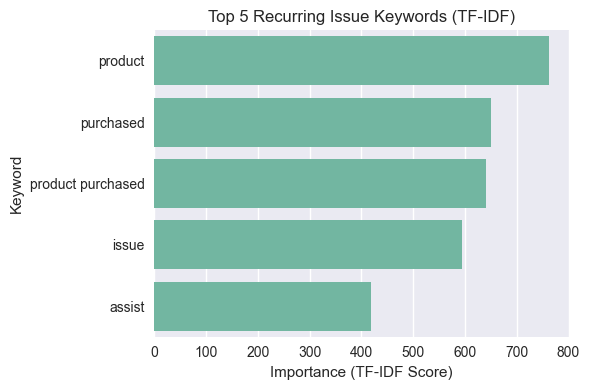 Top 5 Recurring Issue Keywords (TF-IDF)
Keyword
product
purchased
product purchased
issue
assist
0 100 200 300 400 500 600 700 800
Importance (TF-IDF Score)